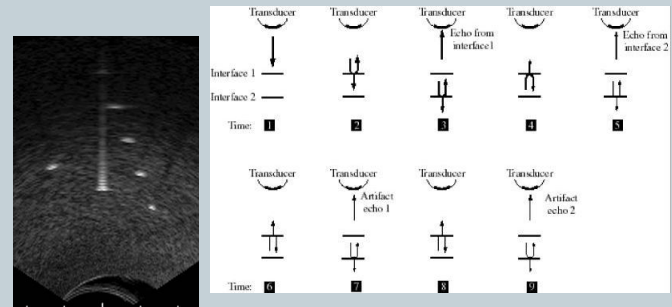 Transducer Transducer Transducer Transducer Transducer
Echo from
interface1
Echo from
interface 2
Interface 1
Interface 2
Time: 1 2 3 4 5
Transducer Transducer Transducer Transducer
Artifact
echo 1
Artifact
echo 2
Time: 6 7 8 9